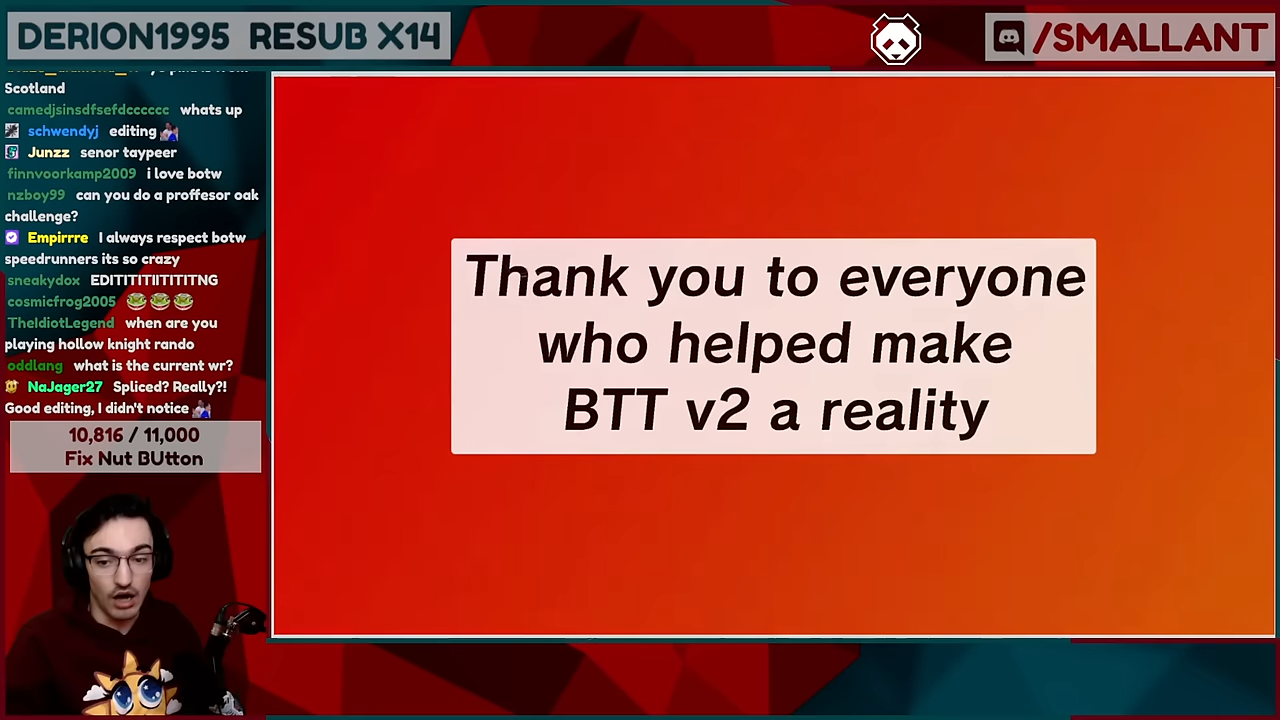 DERION1995 RESUB X14
/SMALLANT
Scotland
camedjsinsdfsefdcccccc whats up
schwendyj editing
Junzz senor taypeer
finnvoorkamp2009 i love botw
nzboy99 can you do a proffesor oak
challenge?
Empirrre I always respect botw
speedrunners its so crazy
sneakydox EDITITITIITITITNG
cosmicfrog2005
TheIdiotLegend when are you
playing hollow knight rando
oddlang what is the current wr?
NaJager27 Spliced? Really?!
Good editing, I didn't notice
10,816 / 11,000
Fix Nut BUtton
Thank you to everyone
who helped make
BTT v2 a reality